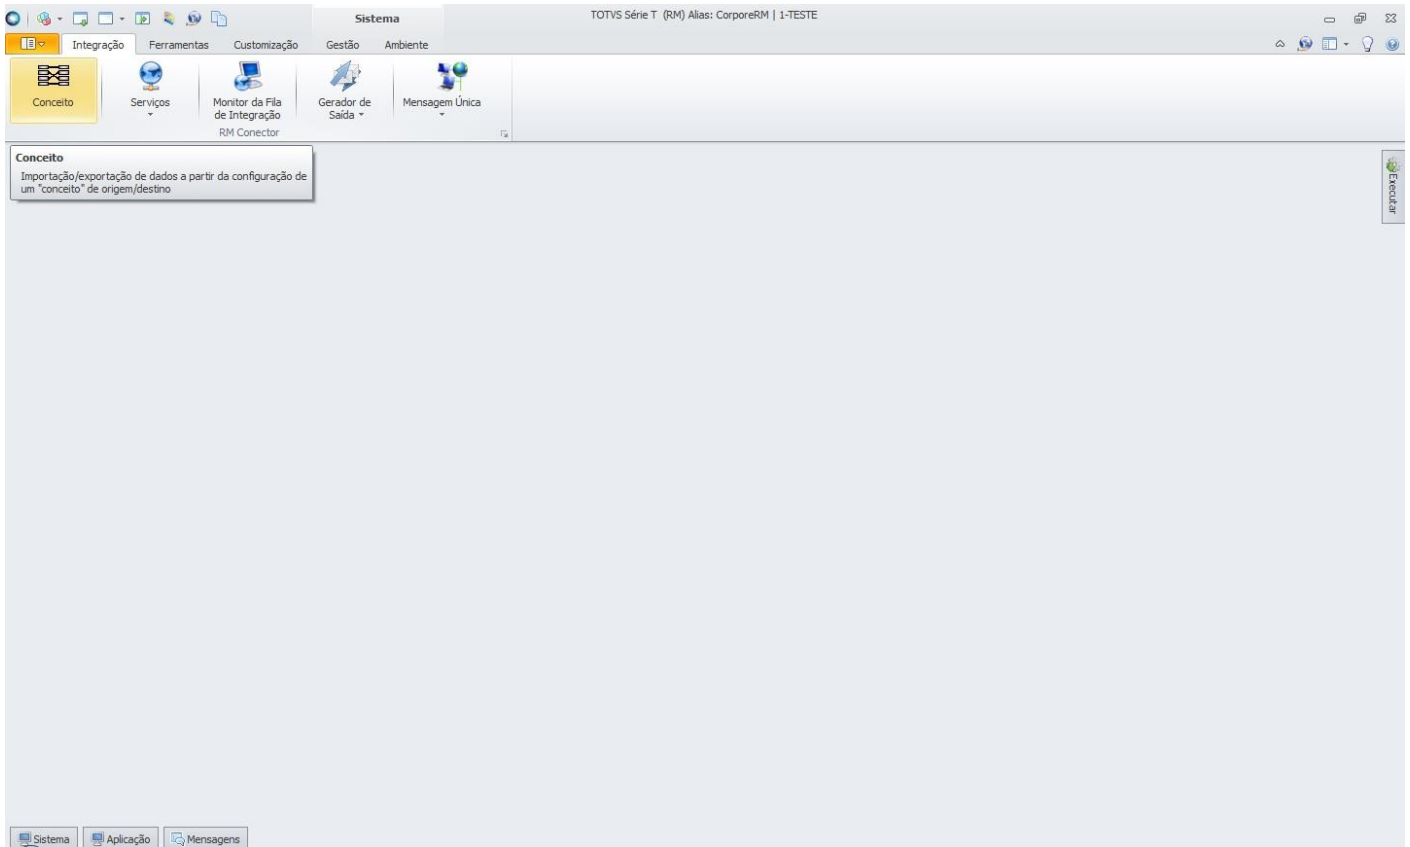 Sistema
TOTVS Série T (RM) Alias: CorporeRM | 1-TESTE
Integração Ferramentas Customização Gestão Ambiente
Conceito
Serviços
Monitor da Fila
de Integração
Gerador de
Saída
Mensagem Única
RM Conector
Conceito
Importação/exportação de dados a partir da configuração de
um "conceito" de origem/destino
Executar
Sistema Aplicação Mensagens